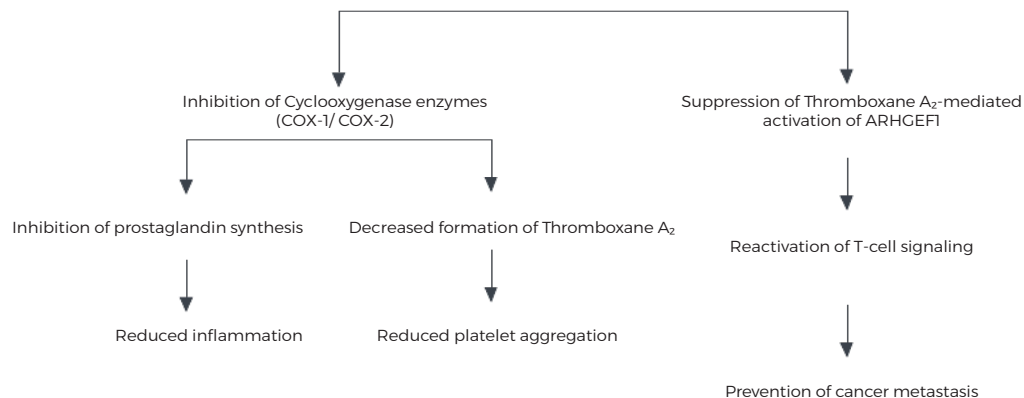 Inhibition of Cyclooxygenase enzymes
(COX-1/ COX-2)
Suppression of Thromboxane A₂-mediated
activation of ARHGEF1
Inhibition of prostaglandin synthesis
Decreased formation of Thromboxane A₂
Reactivation of T-cell signaling
Reduced inflammation
Reduced platelet aggregation
Prevention of cancer metastasis